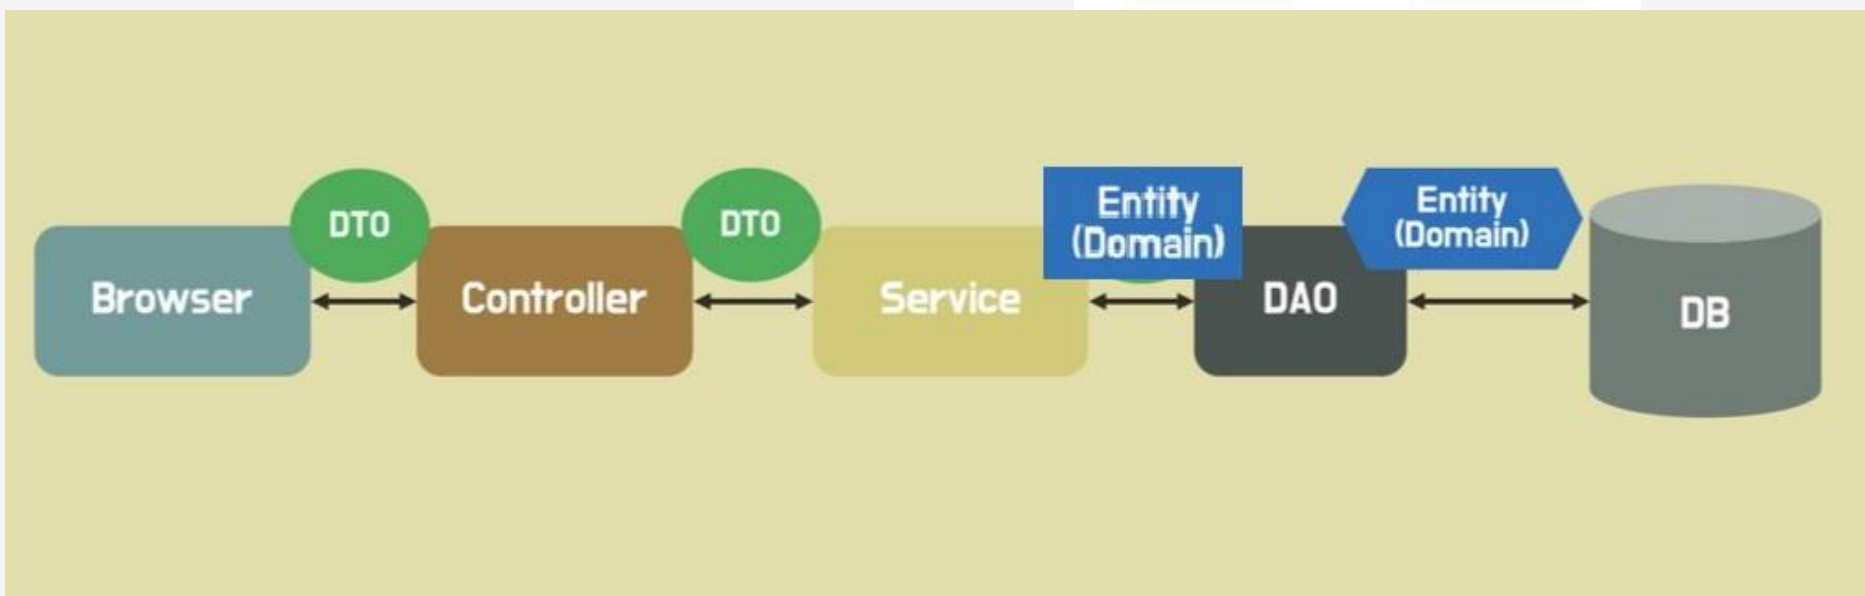 DTO
DTO
Entity
(Domain)
Entity
(Domain)
Browser
Controller
Service
DAO
DB